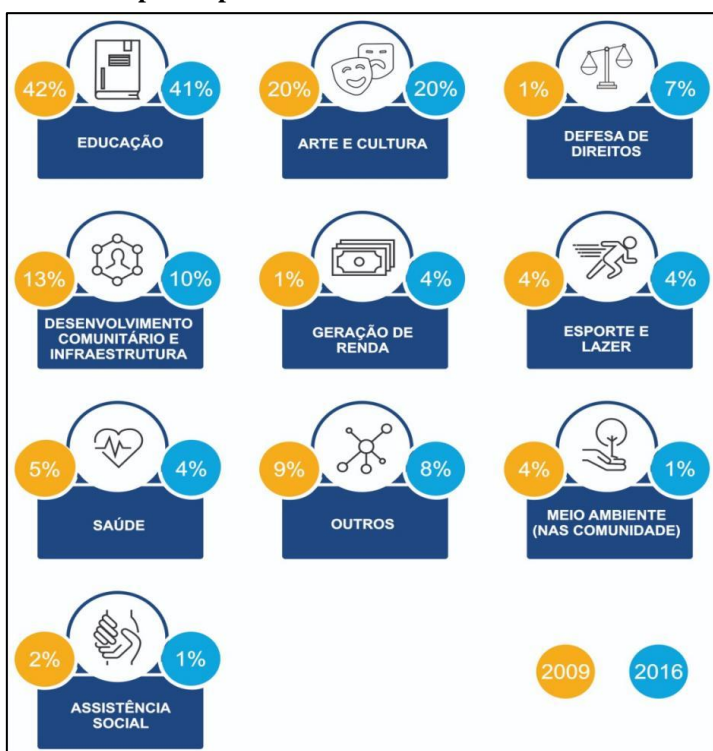 42%
41%
EDUCAÇÃO
20%
20%
ARTE E CULTURA
1%
7%
DEFESA DE
DIREITOS
13%
10%
DESENVOLVIMENTO
COMUNITÁRIO E
INFRAESTRUTURA
1%
4%
GERAÇÃO DE
RENDA
4%
4%
ESPORTE E
LAZER
5%
4%
SAÚDE
9%
8%
OUTROS
4%
1%
MEIO AMBIENTE
(NAS COMUNIDADE)
2%
1%
ASSISTÊNCIA
SOCIAL
2009
2016